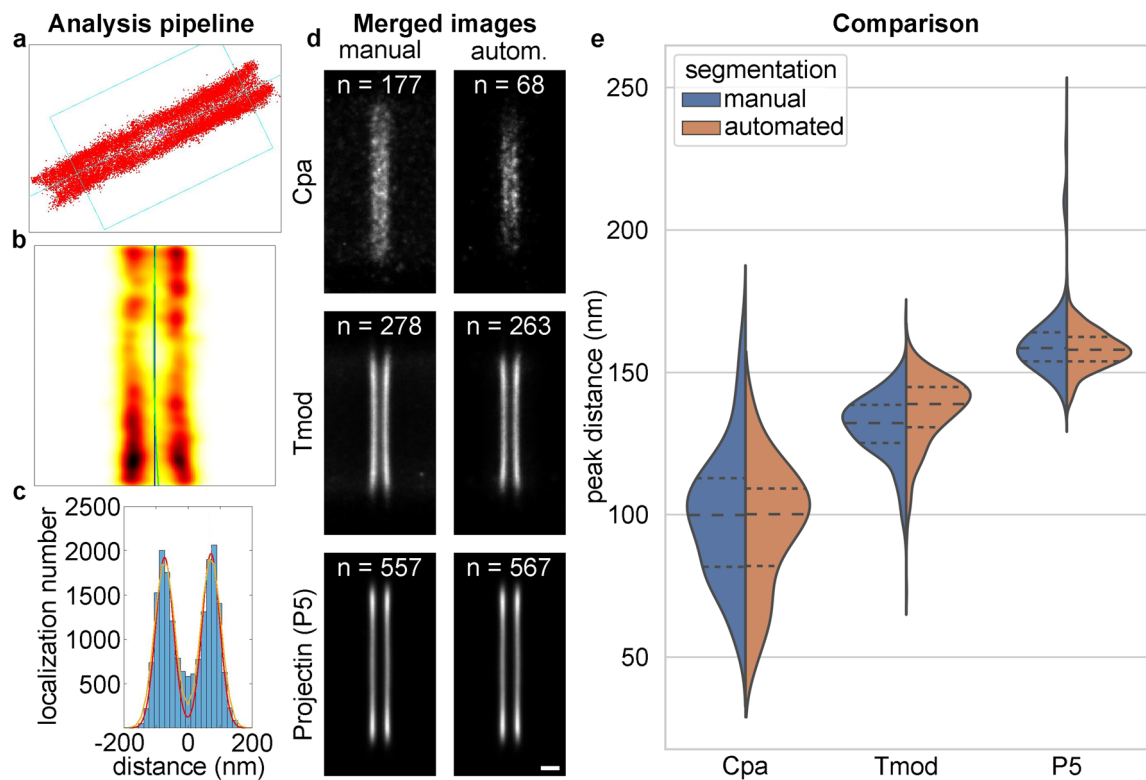 Analysis pipeline
a
b
c
2500
2000
1500
1000
500
localization number
-200
0
200
distance (nm)
Merged images
d
manual
autom.
Cpa
n = 177
n = 68
Tmod
n = 278
n = 263
Projectin (P5)
n = 557
n = 567
Comparison
e
segmentation
manual
automated
250
200
150
100
50
peak distance (nm)
Cpa
Tmod
P5